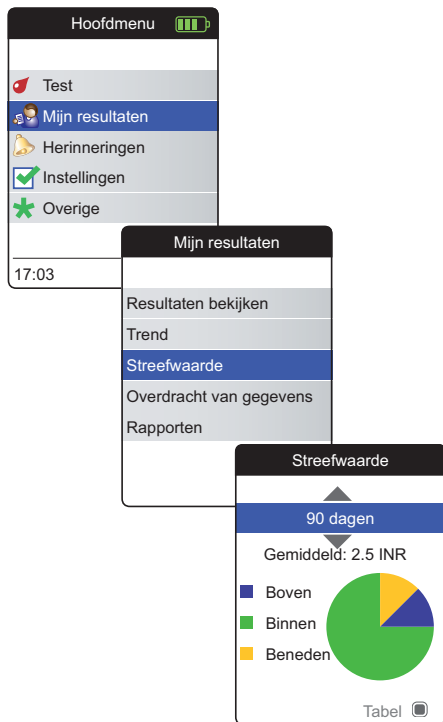 Hoofdmenu
Test
Mijn resultaten
Herinneringen
Instellingen
Overige
17:03
Mijn resultaten
Resultaten bekijken
Trend
Streefwaarde
Overdracht van gegevens
Rapporten
Streefwaarde
90 dagen
Gemiddeld: 2.5 INR
Boven
Binnen
Beneden
Tabel